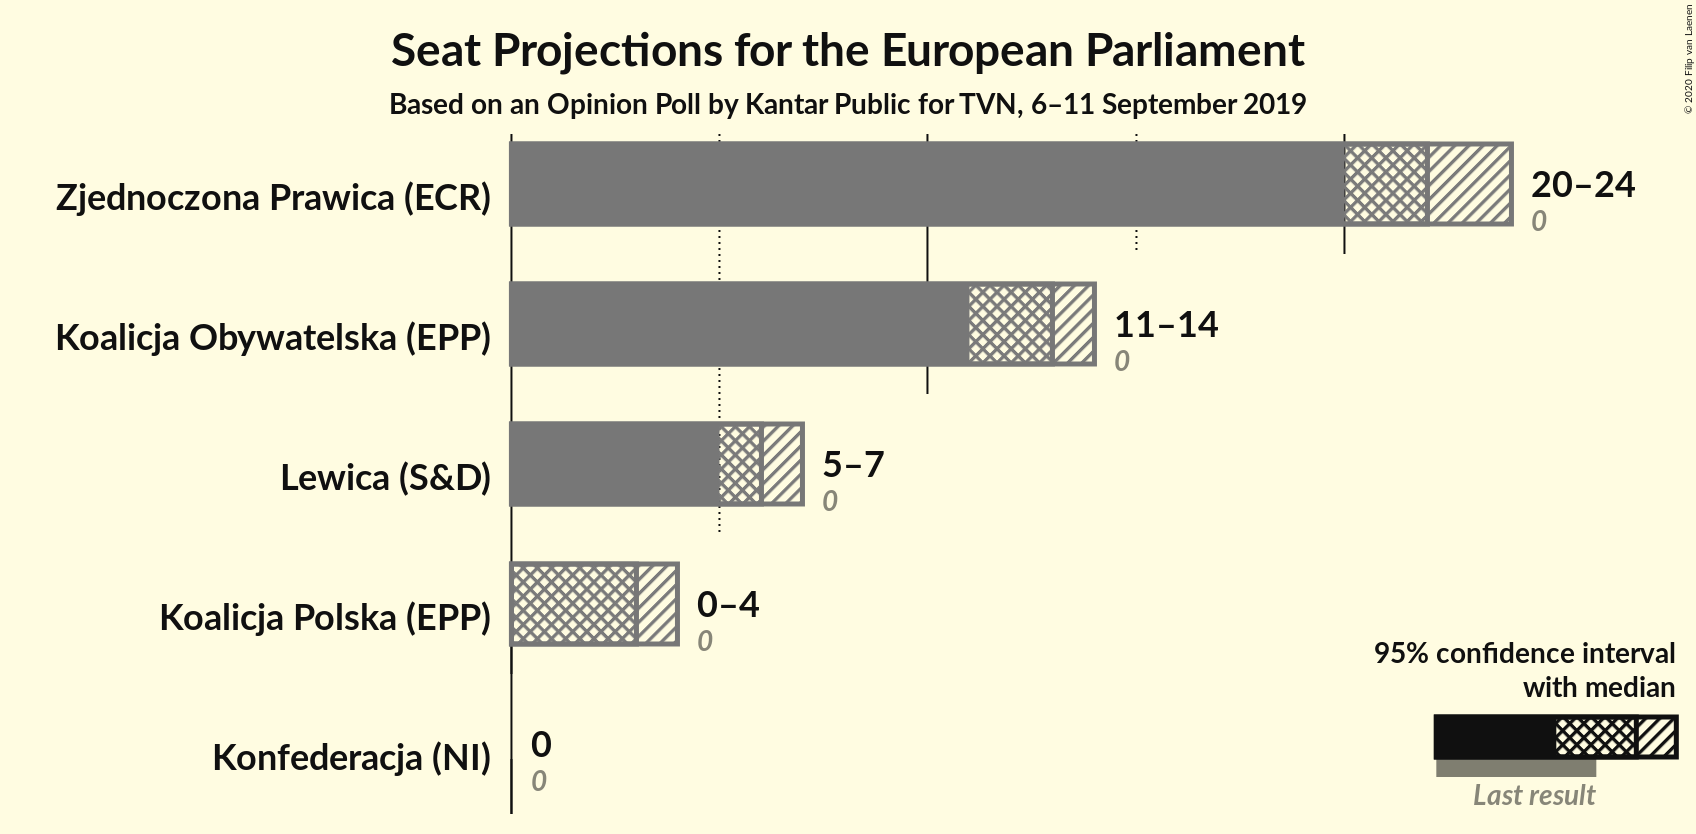 Seat Projections for the European Parliament
Based on an Opinion Poll by Kantar Public for TVN, 6–11 September 2019
© 2020 Filip van Laenen
Zjednoczona Prawica (ECR)
20–24
0
Koalicja Obywatelska (EPP)
11–14
0
Lewica (S&D)
5–7
0
Koalicja Polska (EPP)
0–4
0
Konfederacja (NI)
0
0
95% confidence interval
with median
Last result